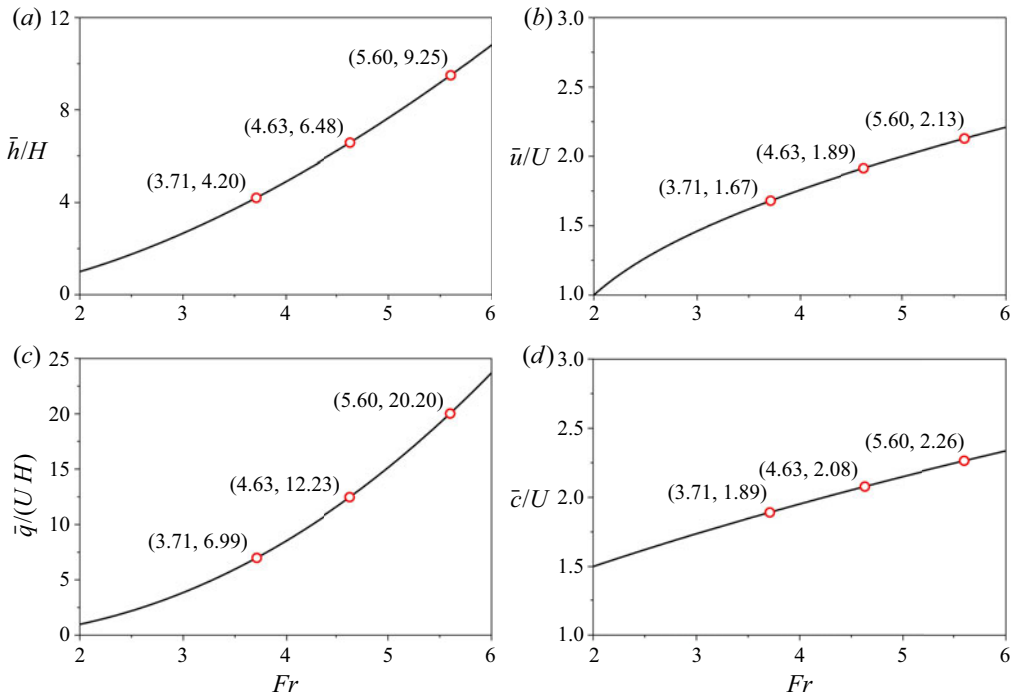 (a)
12
8
4
0
h̄/H
(5.60, 9.25)
(4.63, 6.48)
(3.71, 4.20)
2 3 4 5 6
(b)
3.0
2.5
2.0
1.5
1.0
ū/U
(5.60, 2.13)
(4.63, 1.89)
(3.71, 1.67)
2 3 4 5 6
(c)
25
20
15
10
5
0
q̄/(U H)
(5.60, 20.20)
(4.63, 12.23)
(3.71, 6.99)
2 3 4 5 6
Fr
(d)
3.0
2.5
2.0
1.5
1.0
c̄/U
(5.60, 2.26)
(4.63, 2.08)
(3.71, 1.89)
2 3 4 5 6
Fr